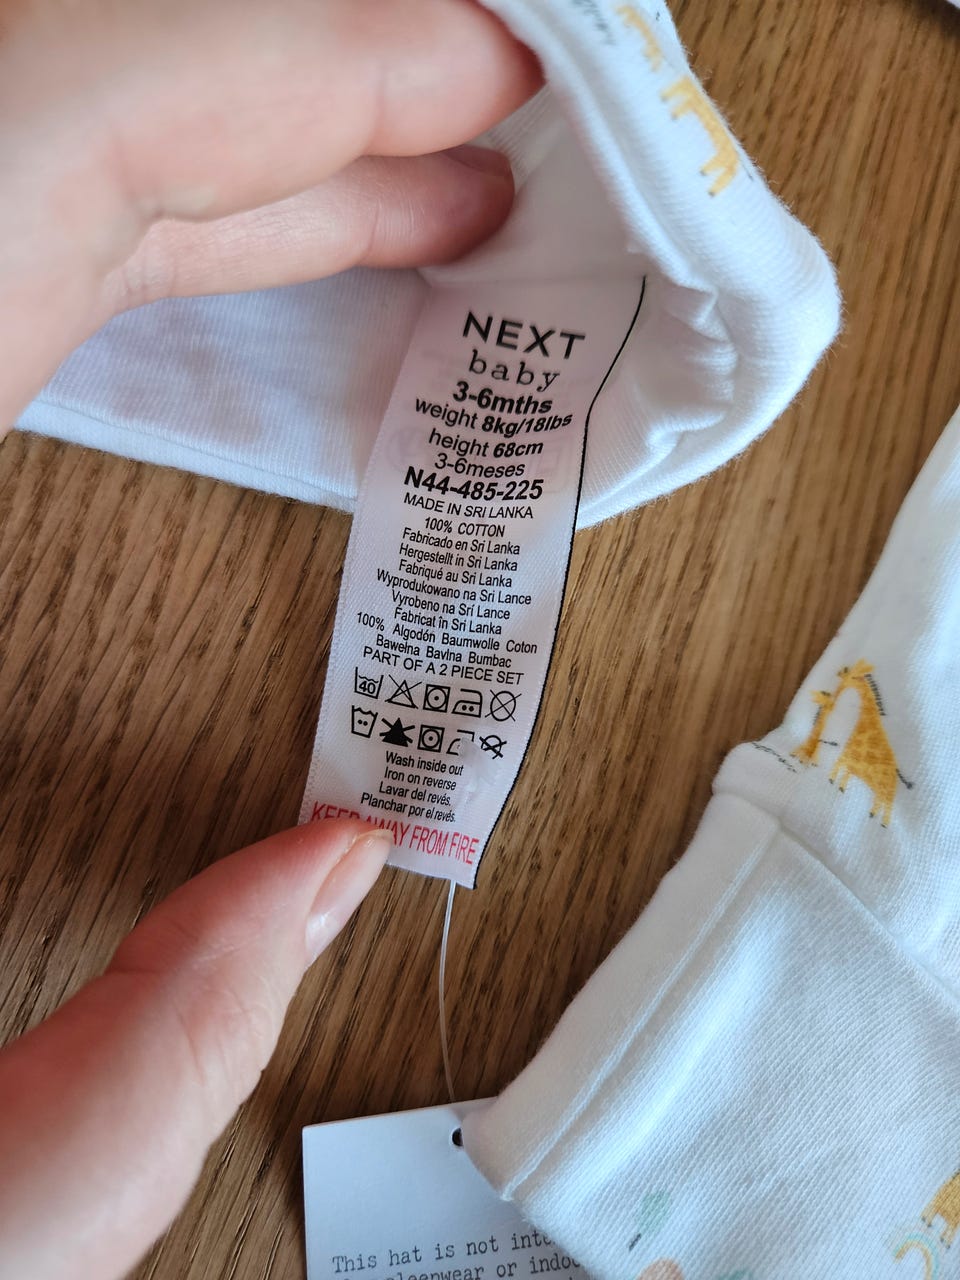 NEXT
baby
3-6mths
weight 8kg/18lbs
height 68cm
3-6meses
N44-485-225
MADE IN SRI LANKA
100% COTTON
Fabricado en Sri Lanka
Hergestellt in Sri Lanka
Fabriqué au Sri Lanka
Wyprodukowano na Sri Lance
Vyrobeno na Srí Lance
Fabricat în Sri Lanka
100% Algodón Baumwolle Coton
Bawełna Bavlna Bumbac
PART OF A 2 PIECE SET
40
Wash inside out
Iron on reverse
Lavar del revés.
Planchar por el revés.
KEEP AWAY FROM FIRE
This hat is not
sleepwear or